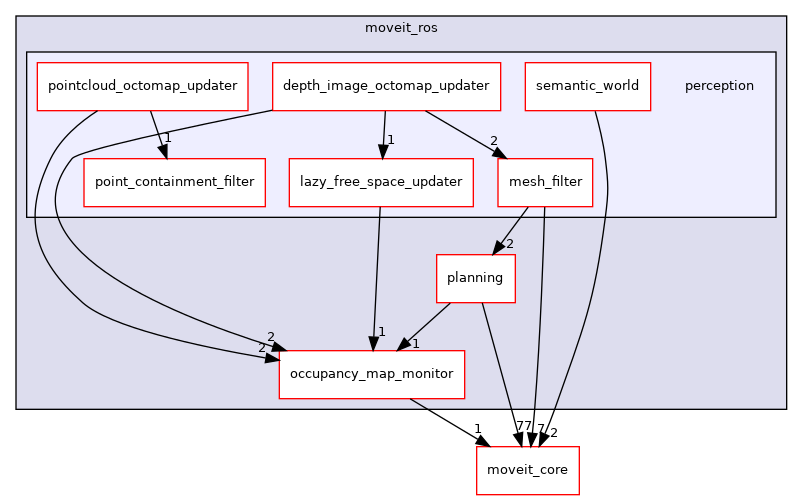 moveit_ros
pointcloud_octomap_updater
depth_image_octomap_updater
semantic_world
perception
1
1
2
point_containment_filter
lazy_free_space_updater
mesh_filter
2
planning
2
2
1
1
occupancy_map_monitor
1
77
7
2
moveit_core